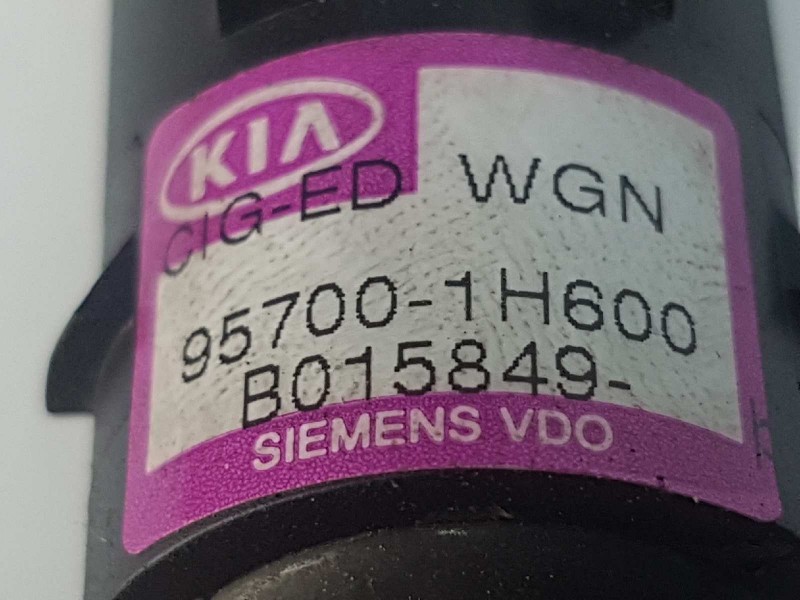 KIA
CIG-ED WGN
95700-1H600
B015849-
SIEMENS VDO